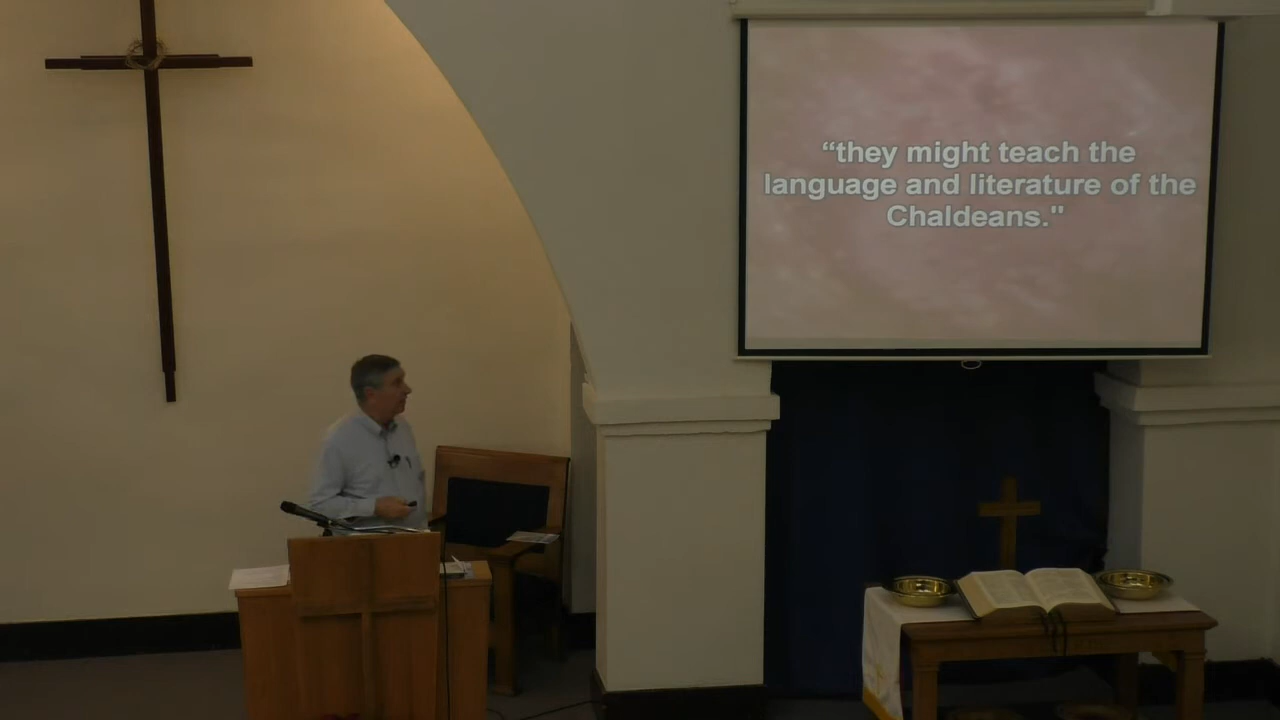 “they might teach the
language and literature of the
Chaldeans."